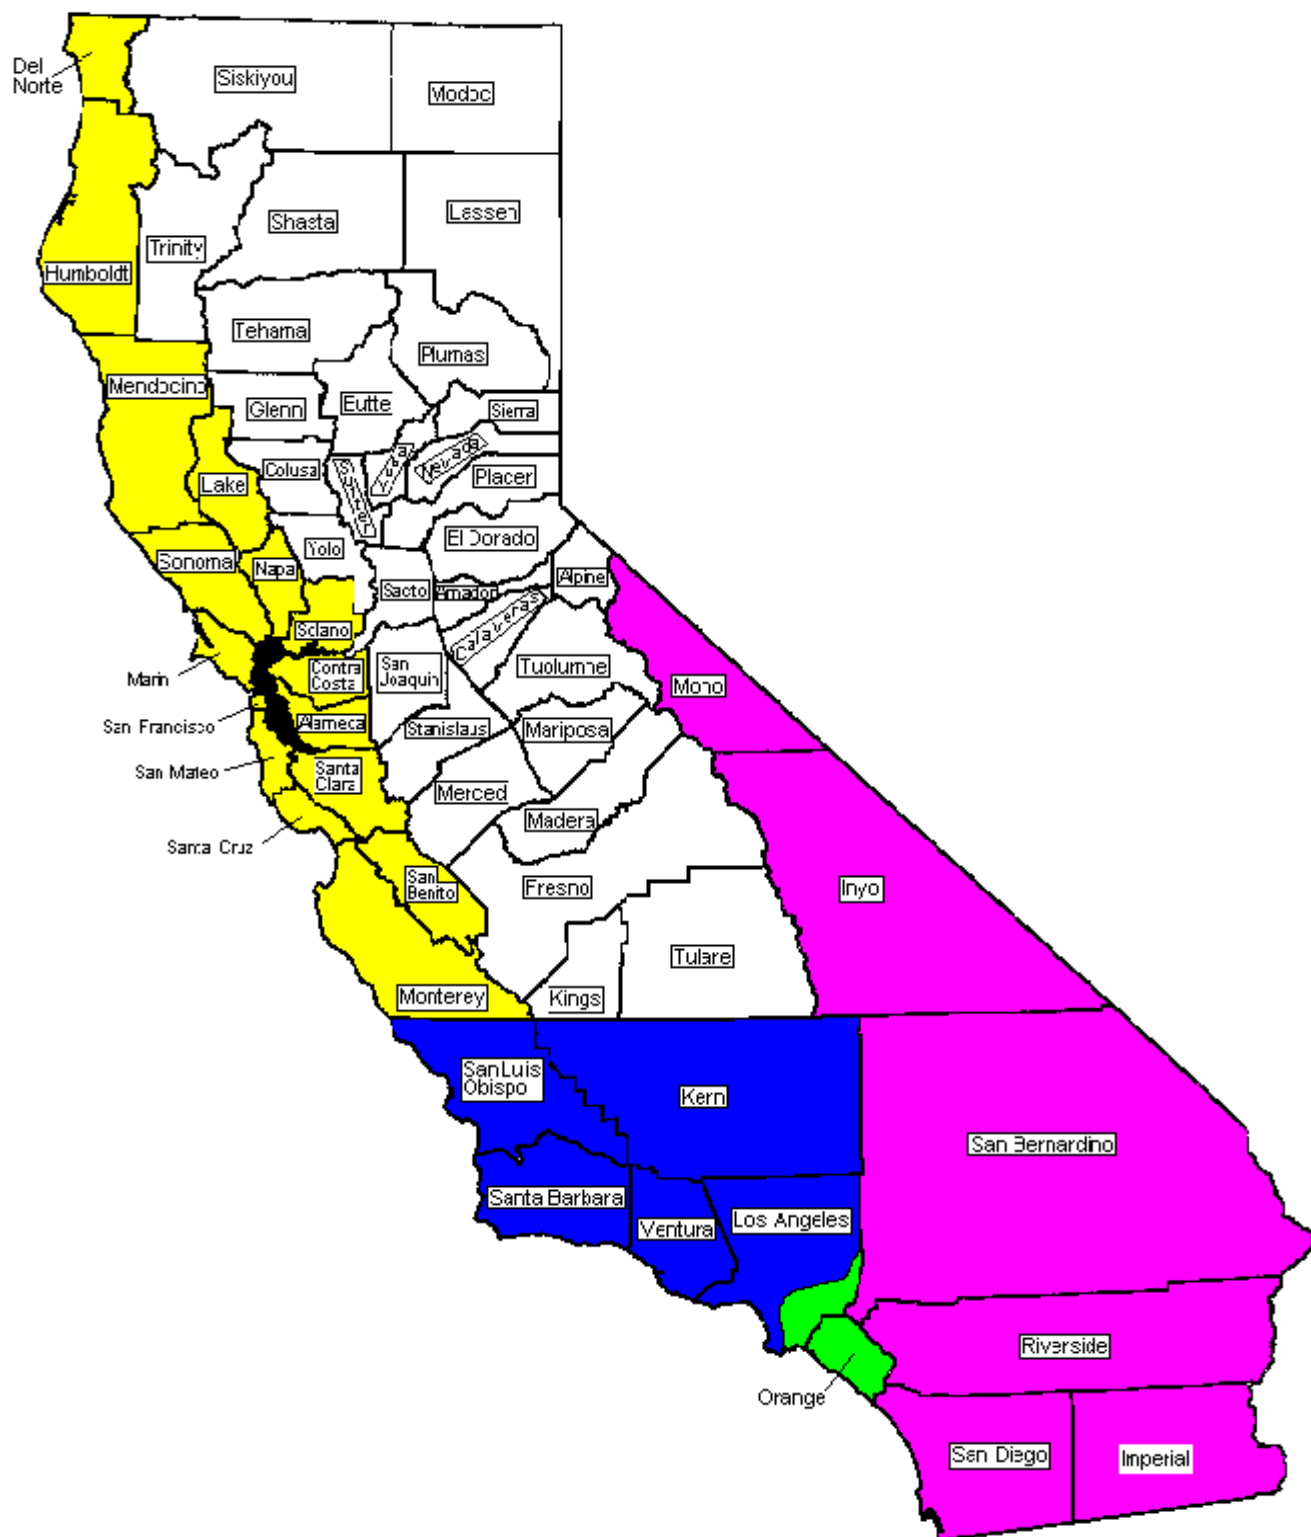 Del
Norte
Siskiyou
Modoc
Shasta
Lassen
Trinity
Humboldt
Tehama
Plumas
Mendocino
Glenn
Eutte
Sierra
Colusa
Sutter
Yuba
Nevada
Placer
Lake
El Dorado
Yolo
Sonoma
Napa
Sacto
Amador
Alpine
Calaveras
Sclano
Marin
Contra
Costa
San
Joaquin
Tuolumne
Mono
San Francisco
Alameca
Stanislaus
Mariposa
San Mateo
Santa
Clara
Merced
Madera
Santa Cruz
San
Benito
Fresno
Inyo
Tulare
Monterey
Kings
San Luis
Obispo
Kern
San Bernardino
Santa Barbara
Ventura
Los Angeles
Riverside
Orange
San Diego
Imperial